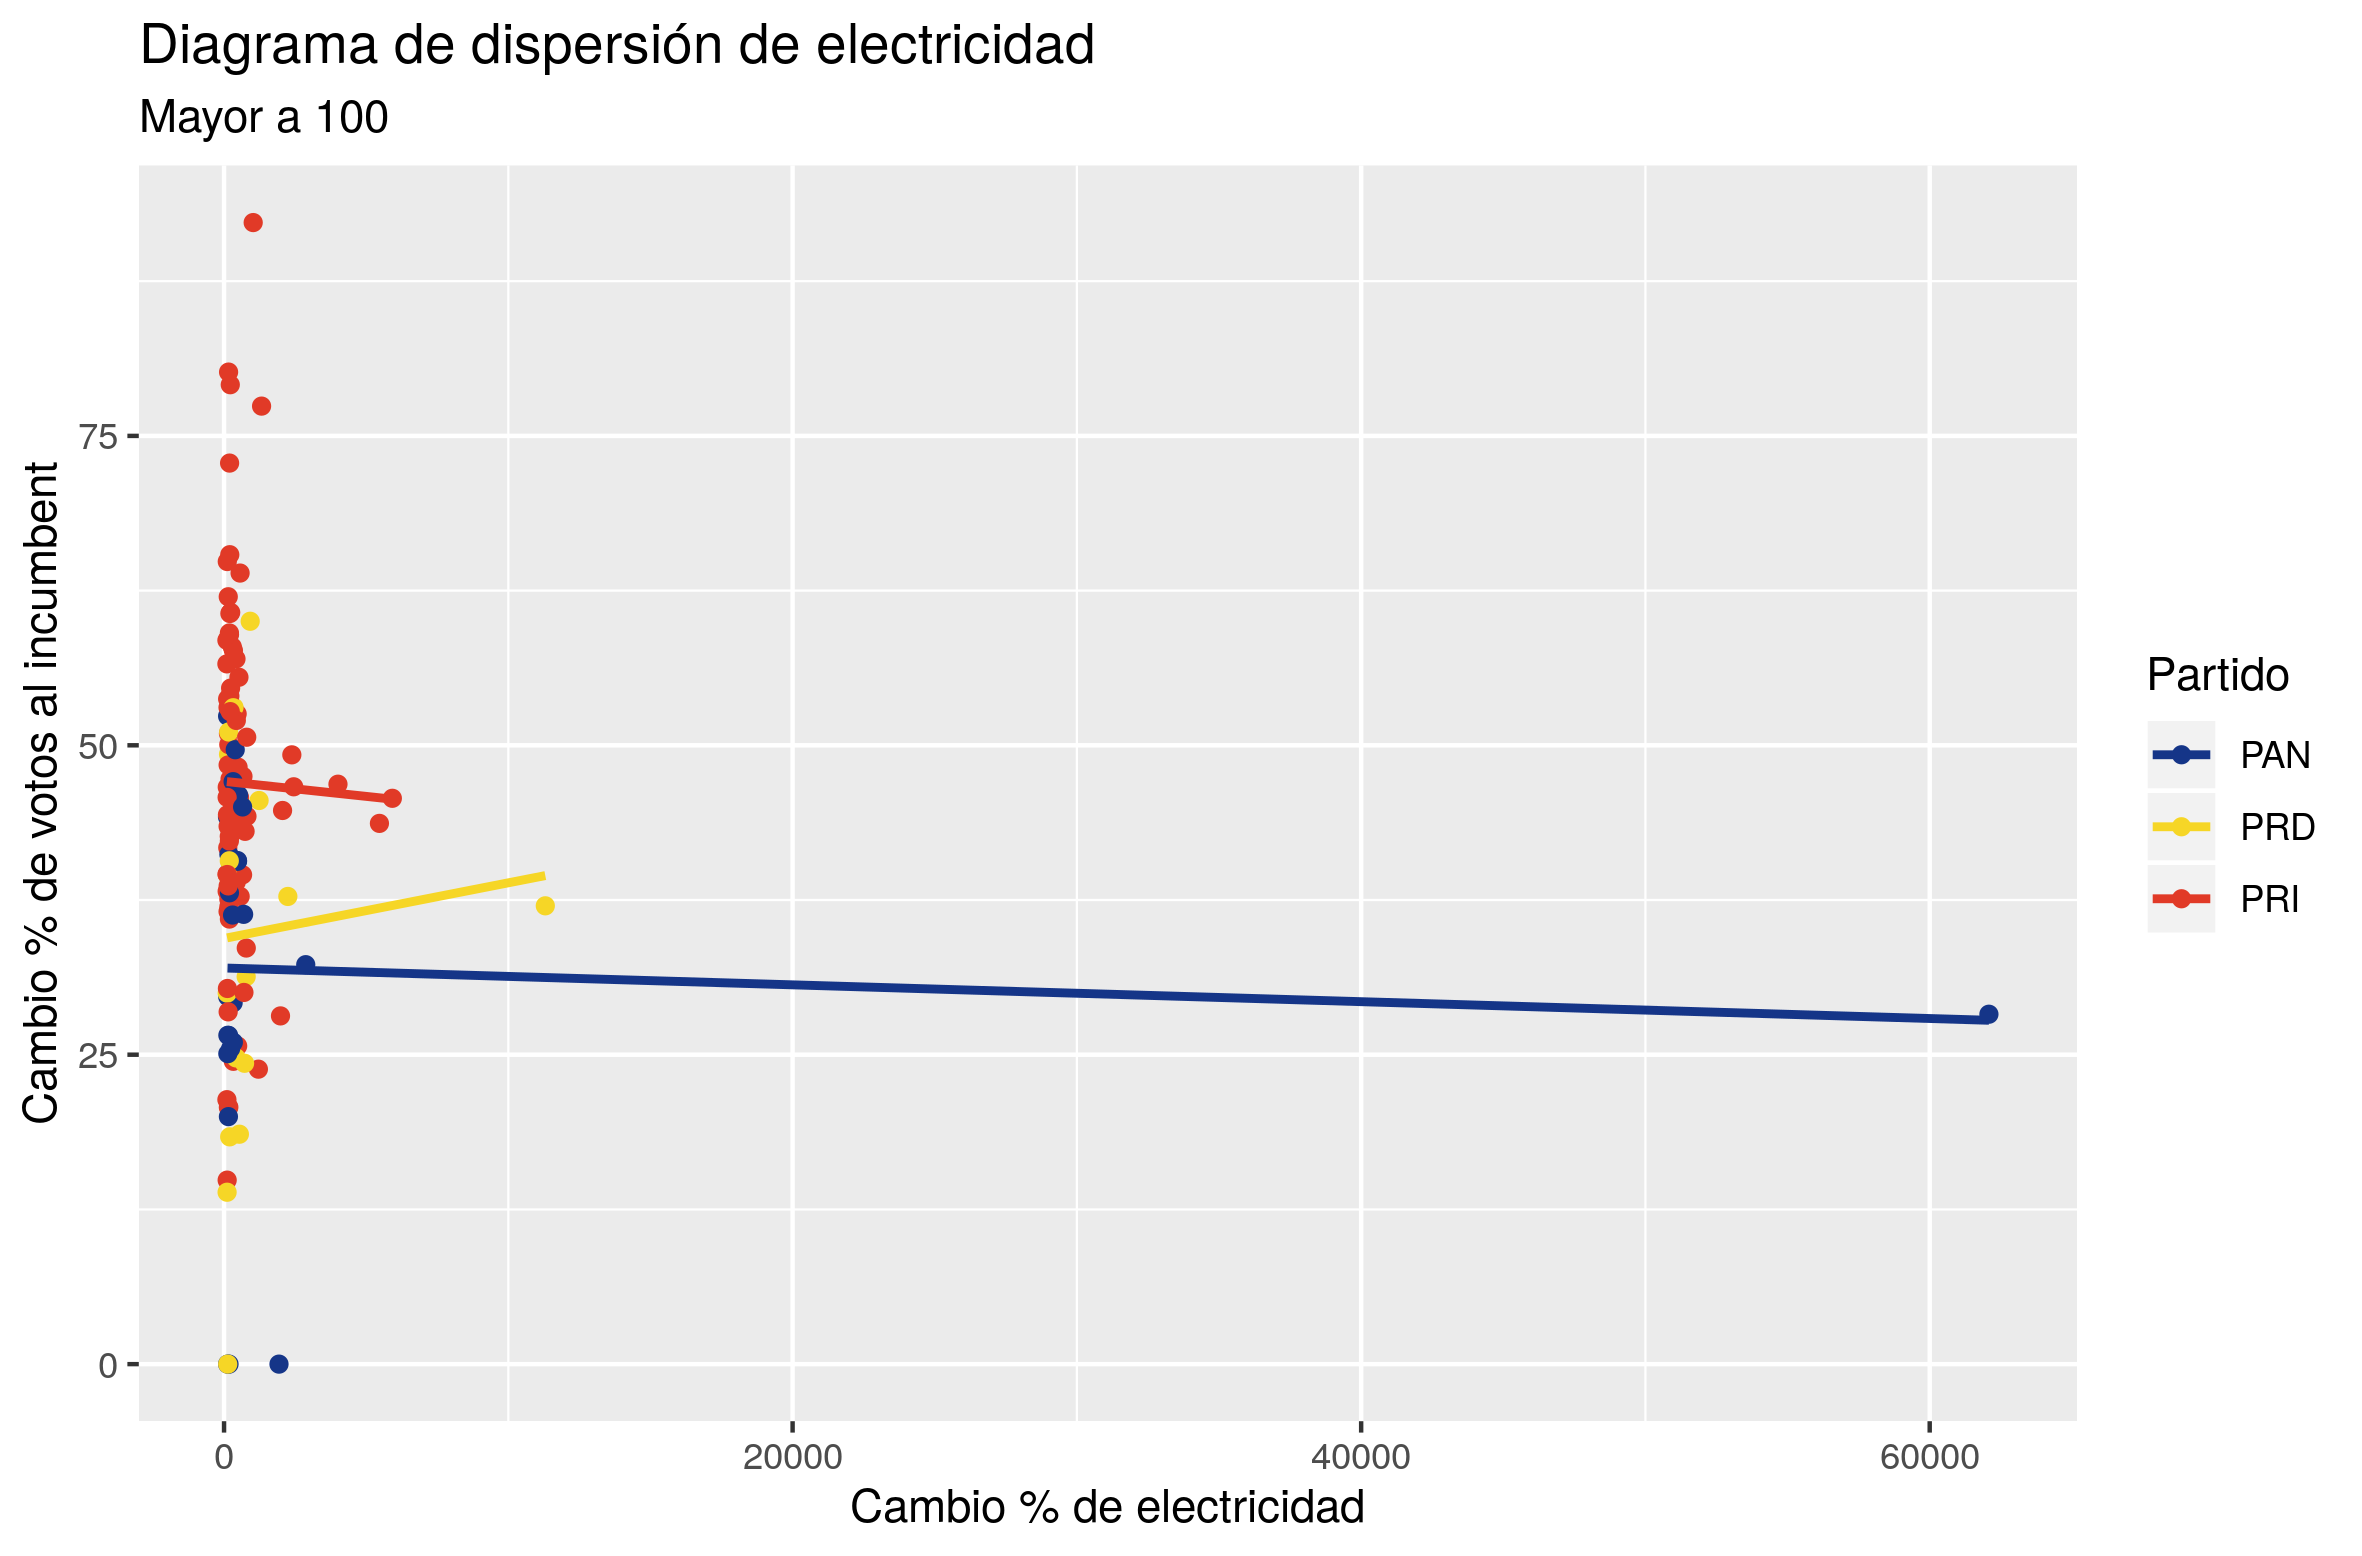 Diagrama de dispersión de electricidad
Mayor a 100
Cambio % de votos al incumbent
75
50
25
0
0 20000 40000 60000
Cambio % de electricidad
Partido
PAN
PRD
PRI